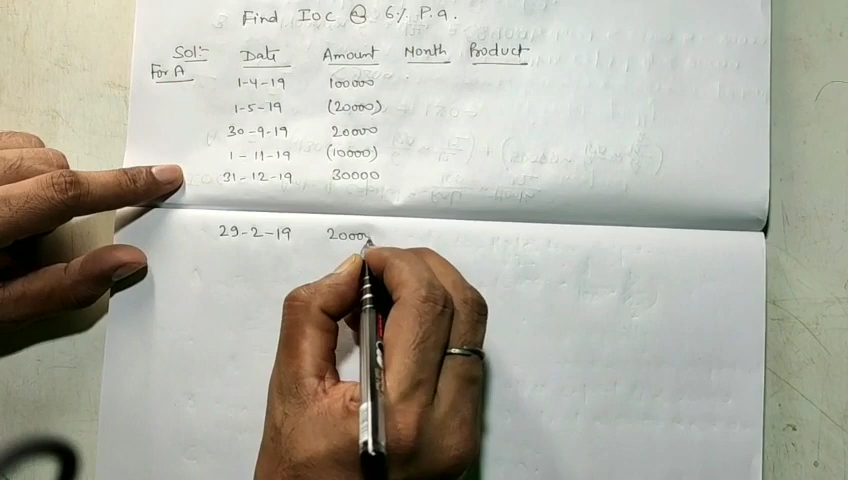 Find IOC @ 6% P.a.
Sol:- Date Amount Month Product
For A
1-4-19 100000
1-5-19 (20000)
30-9-19 20000
1-11-19 (10000)
31-12-19 30000
29-2-19 20000